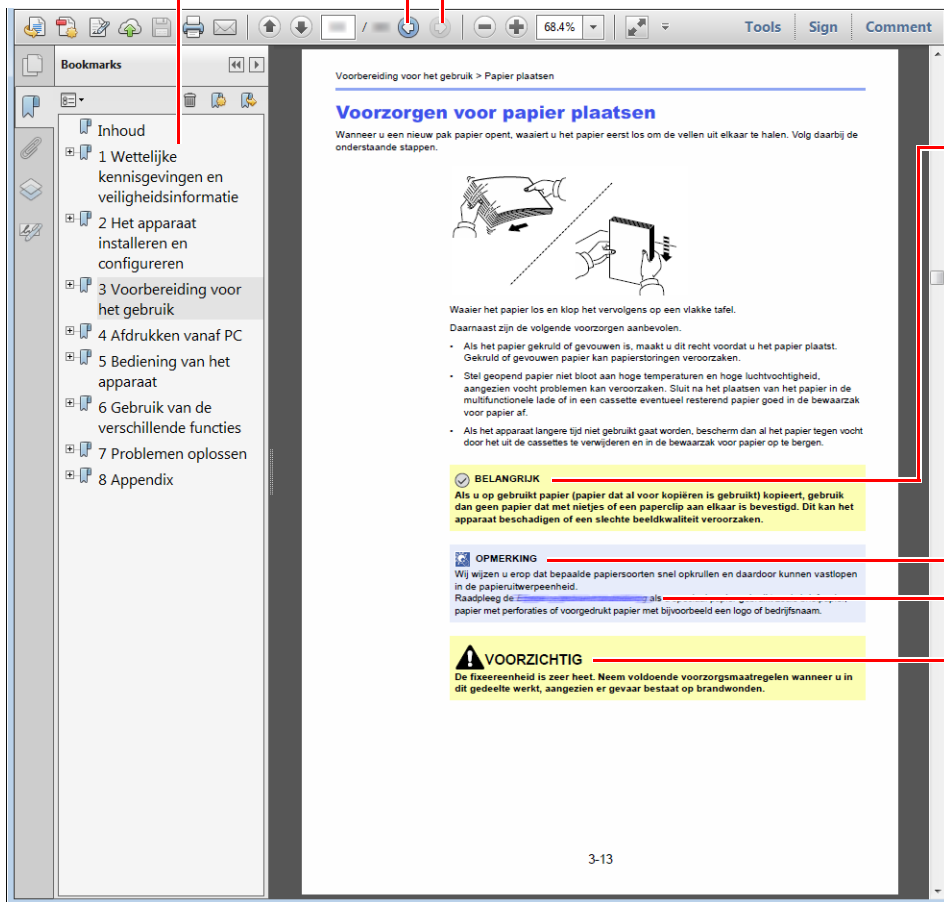 / 68.4% Tools Sign Comment
Bookmarks
Inhoud
1 Wettelijke
kennisgevingen en
veiligheidsinformatie
2 Het apparaat
installeren en
configureren
3 Voorbereiding voor
het gebruik
4 Afdrukken vanaf PC
5 Bediening van het
apparaat
6 Gebruik van de
verschillende functies
7 Problemen oplossen
8 Appendix
Voorbereiding voor het gebruik > Papier plaatsen
Voorzorgen voor papier plaatsen
Wanneer u een nieuw pak papier opent, waaiert u het papier eerst los om de vellen uit elkaar te halen. Volg daarbij de
onderstaande stappen.
Waaier het papier los en klop het vervolgens op een vlakke tafel.
Daarnaast zijn de volgende voorzorgen aanbevolen.
• Als het papier gekruld of gevouwen is, maakt u dit recht voordat u het papier plaatst.
Gekruld of gevouwen papier kan papierstoringen veroorzaken.
• Stel geopend papier niet bloot aan hoge temperaturen en hoge luchtvochtigheid,
aangezien vocht problemen kan veroorzaken. Sluit na het plaatsen van het papier in de
multifunctionele lade of in een cassette eventueel resterend papier goed in de bewaarzak
voor papier af.
• Als het apparaat langere tijd niet gebruikt gaat worden, bescherm dan al het papier tegen vocht
door het uit de cassettes te verwijderen en in de bewaarzak voor papier op te bergen.
BELANGRIJK
Als u op gebruikt papier (papier dat al voor kopiëren is gebruikt) kopieert, gebruik
dan geen papier dat met nietjes of een paperclip aan elkaar is bevestigd. Dit kan het
apparaat beschadigen of een slechte beeldkwaliteit veroorzaken.
OPMERKING
Wij wijzen u erop dat bepaalde papiersoorten snel opkrullen en daardoor kunnen vastlopen
in de papieruitwerpeenheid.
Raadpleeg de als
papier met perforaties of voorgedrukt papier met bijvoorbeeld een logo of bedrijfsnaam.
VOORZICHTIG
De fixeereenheid is zeer heet. Neem voldoende voorzorgsmaatregelen wanneer u in
dit gedeelte werkt, aangezien er gevaar bestaat op brandwonden.
3-13